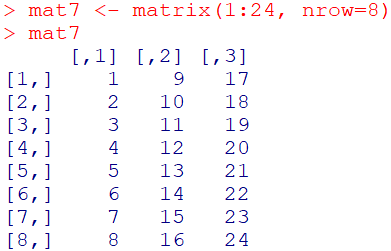 > mat7 <- matrix(1:24, nrow=8)
> mat7
     [,1] [,2] [,3]
[1,]    1    9   17
[2,]    2   10   18
[3,]    3   11   19
[4,]    4   12   20
[5,]    5   13   21
[6,]    6   14   22
[7,]    7   15   23
[8,]    8   16   24